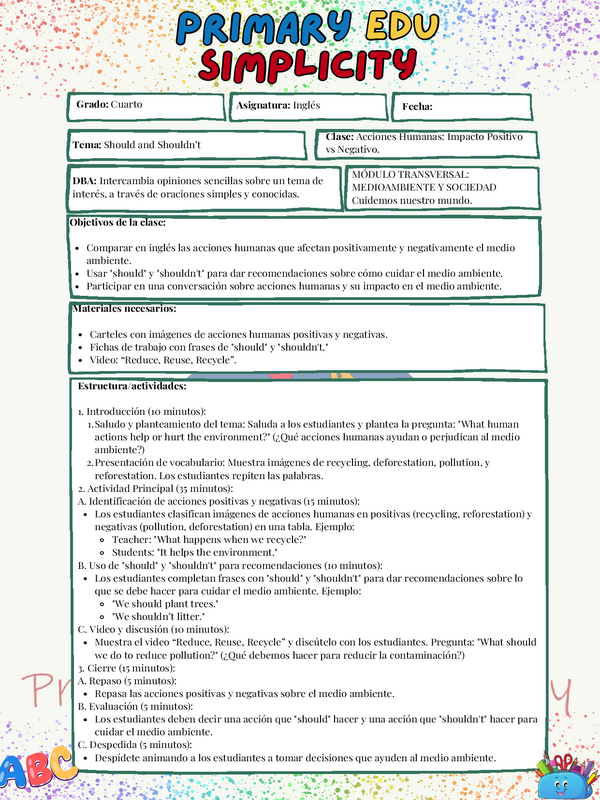 PRIMARY EDU
SIMPLICITY
Grado: Cuarto
Asignatura: Inglés
Fecha:
Tema: Should and Shouldn't
Clase: Acciones Humanas: Impacto Positivo
vs Negativo.
DBA: Intercambia opiniones sencillas sobre un tema de
interés, a través de oraciones simples y conocidas.
MÓDULO TRANSVERSAL:
MEDIOAMBIENTE Y SOCIEDAD
Cuidemos nuestro mundo.
Objetivos de la clase:
• Comparar en inglés las acciones humanas que afectan positivamente y negativamente el medio
ambiente.
• Usar "should" y "shouldn't" para dar recomendaciones sobre cómo cuidar el medio ambiente.
• Participar en una conversación sobre acciones humanas y su impacto en el medio ambiente.
Materiales necesarios:
• Carteles con imágenes de acciones humanas positivas y negativas.
• Fichas de trabajo con frases de "should" y "shouldn't."
• Video: “Reduce, Reuse, Recycle”.
Estructura/actividades:
1. Introducción (10 minutos):
1. Saludo y planteamiento del tema: Saluda a los estudiantes y plantea la pregunta: "What human
actions help or hurt the environment?" (¿Qué acciones humanas ayudan o perjudican al medio
ambiente?)
2. Presentación de vocabulario: Muestra imágenes de recycling, deforestation, pollution, y
reforestation. Los estudiantes repiten las palabras.
2. Actividad Principal (35 minutos):
A. Identificación de acciones positivas y negativas (15 minutos):
• Los estudiantes clasifican imágenes de acciones humanas en positivas (recycling, reforestation) y
negativas (pollution, deforestation) en una tabla. Ejemplo:
◦ Teacher: "What happens when we recycle?"
◦ Students: "It helps the environment."
B. Uso de "should" y "shouldn't" para recomendaciones (10 minutos):
• Los estudiantes completan frases con "should" y "shouldn't" para dar recomendaciones sobre lo
que se debe hacer para cuidar el medio ambiente. Ejemplo:
◦ "We should plant trees."
◦ "We shouldn't litter."
C. Video y discusión (10 minutos):
• Muestra el video “Reduce, Reuse, Recycle” y discútelo con los estudiantes. Pregunta: "What should
we do to reduce pollution?" (¿Qué debemos hacer para reducir la contaminación?)
3. Cierre (15 minutos):
A. Repaso (5 minutos):
• Repasa las acciones positivas y negativas sobre el medio ambiente.
B. Evaluación (5 minutos):
• Los estudiantes deben decir una acción que "should" hacer y una acción que "shouldn't" hacer para
cuidar el medio ambiente.
C. Despedida (5 minutos):
• Despídete animando a los estudiantes a tomar decisiones que ayuden al medio ambiente.
ABC